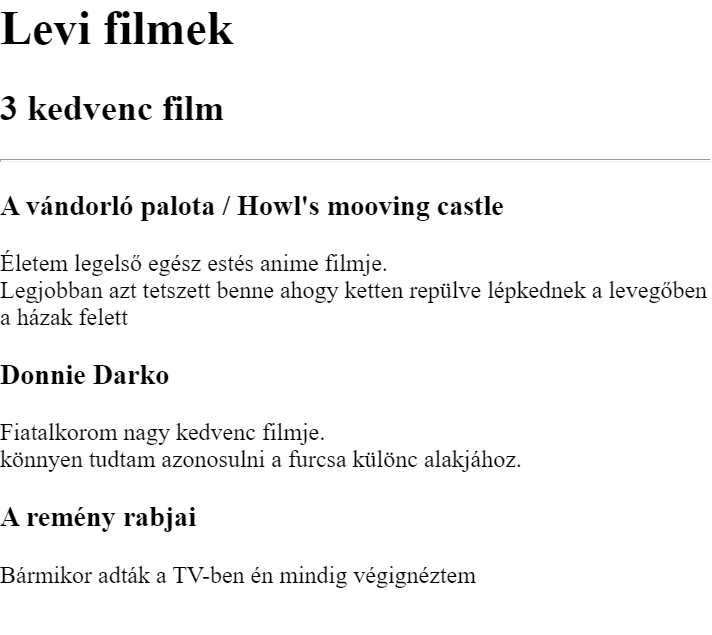 Levi filmek
3 kedvenc film
A vándorló palota / Howl's mooving castle
Életem legelső egész estés anime filmje.
Legjobban azt tetszett benne ahogy ketten repülve lépkednek a levegőben
a házak felett
Donnie Darko
Fiatalkorom nagy kedvenc filmje.
könnyen tudtam azonosulni a furcsa különc alakjához.
A remény rabjai
Bármikor adták a TV-ben én mindig végignéztem